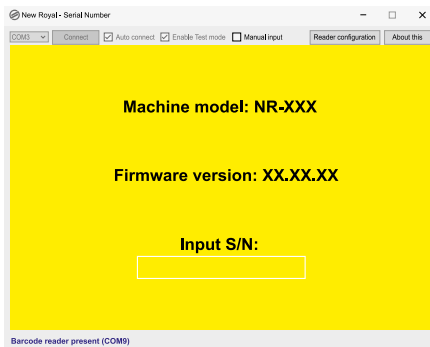 New Royal - Serial Number
COM3 Connect Auto connect Enable Test mode Manual input Reader configuration About this
Machine model: NR-XXX
Firmware version: XX.XX.XX
Input S/N:
Barcode reader present (COM9)